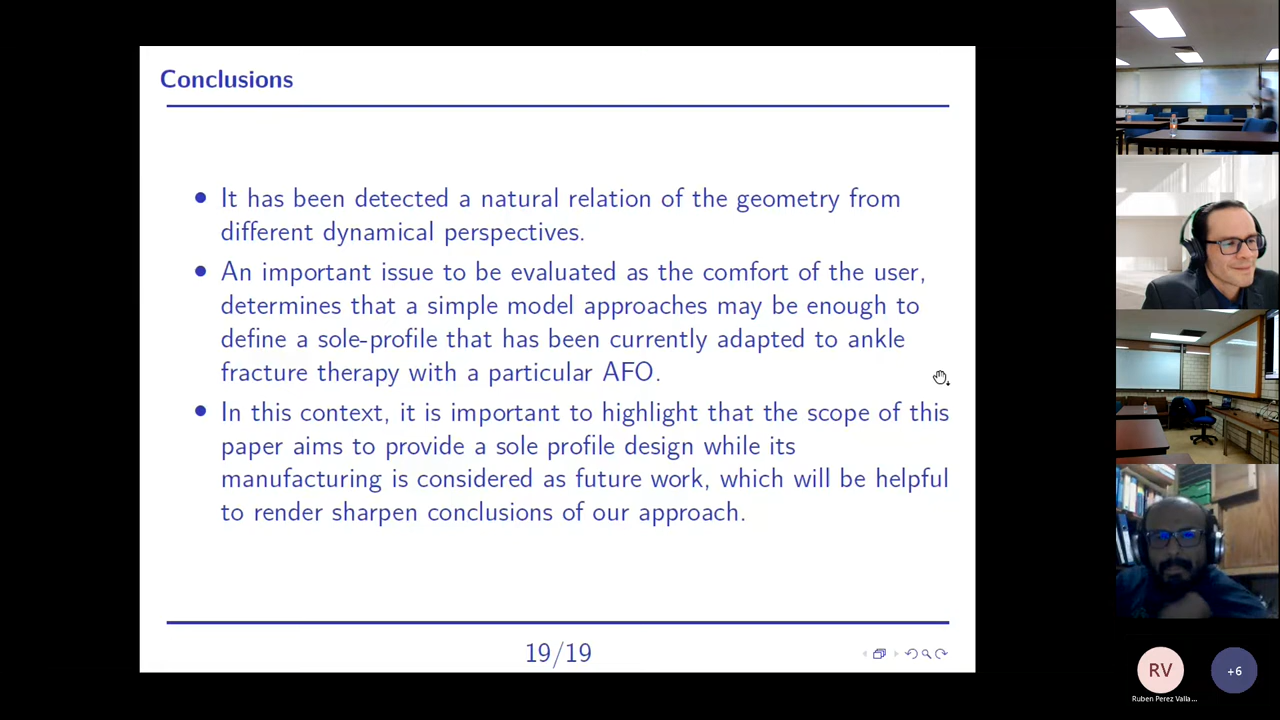 Conclusions
It has been detected a natural relation of the geometry from
different dynamical perspectives.
An important issue to be evaluated as the comfort of the user,
determines that a simple model approaches may be enough to
define a sole-profile that has been currently adapted to ankle
fracture therapy with a particular AFO.
In this context, it is important to highlight that the scope of this
paper aims to provide a sole profile design while its
manufacturing is considered as future work, which will be helpful
to render sharpen conclusions of our approach.
19/19
RV
+6
Ruben Perez Valla...